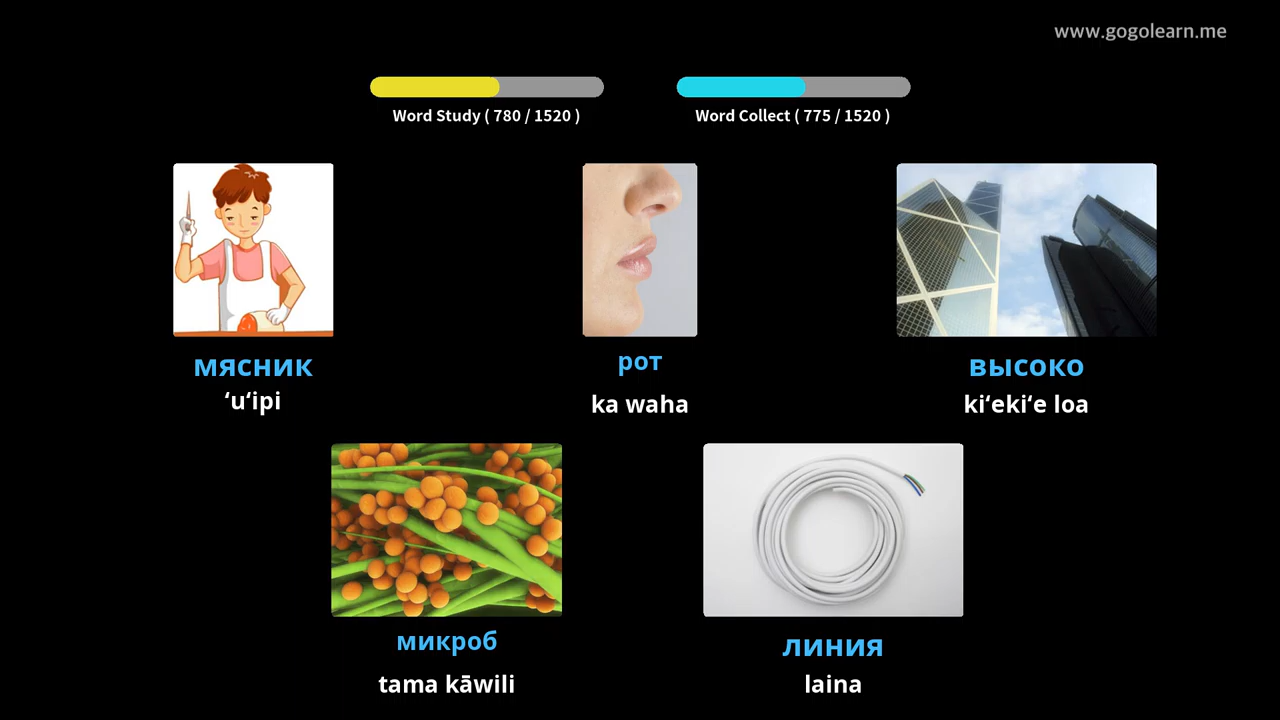 www.gogolearn.me
Word Study ( 780 / 1520 )
Word Collect ( 775 / 1520 )
мясник
ʻuʻipi
рот
ka waha
высоко
kiʻekiʻe loa
микроб
tama kāwili
линия
laina